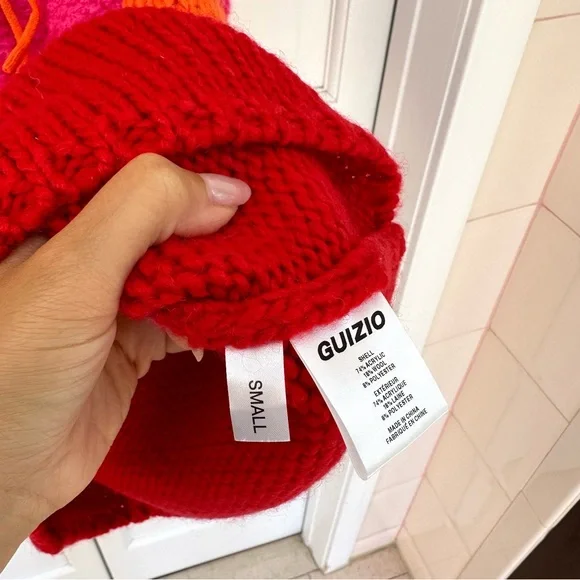 GUIZIO
SHELL
74% ACRYLIC
18% WOOL
8% POLYESTER
EXTÉRIEUR
74% ACRYLIQUE
18% LAINE
8% POLYESTER
MADE IN CHINA
FABRIQUÉ EN CHINE
SMALL